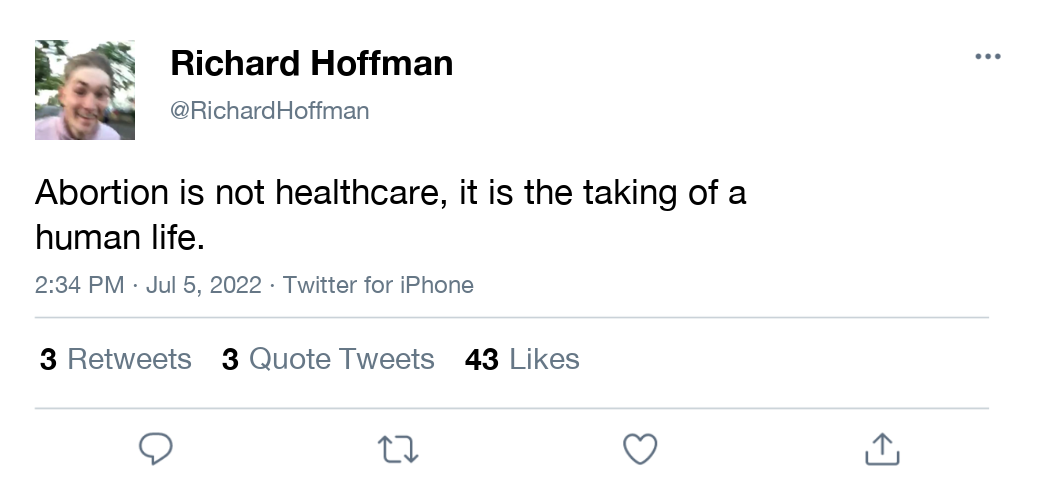 Richard Hoffman
@RichardHoffman
Abortion is not healthcare, it is the taking of a
human life.
2:34 PM · Jul 5, 2022 · Twitter for iPhone
3 Retweets 3 Quote Tweets 43 Likes